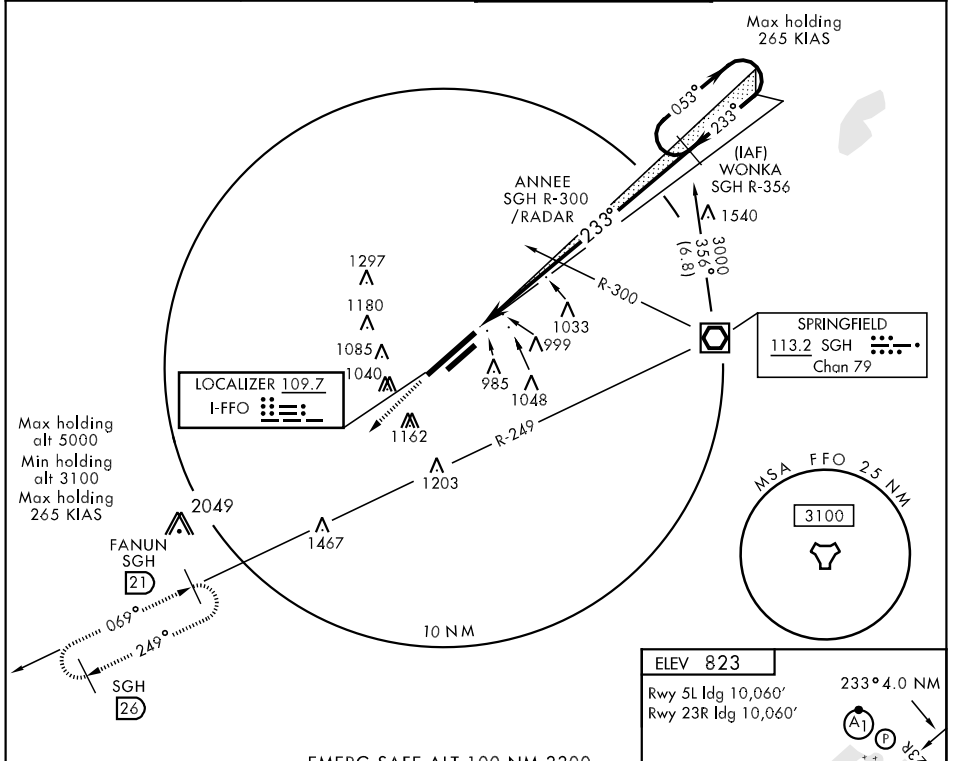 Max holding
265 KIAS
053°
233°
(IAF)
WONKA
SGH R-356
ANNEE
SGH R-300
/RADAR
233°
1540
3000
356°
(6.8)
1297
1180
1085
1040
R-300
1033
999
985
1048
SPRINGFIELD
113.2 SGH
Chan 79
LOCALIZER 109.7
I-FFO
1162
R-249
1203
Max holding
alt 5000
Min holding
alt 3100
Max holding
265 KIAS
2049
1467
FANUN
SGH
21
069°
249°
SGH
26
10 NM
MSA FFO 25 NM
3100
ELEV 823
Rwy 5L ldg 10,060'
Rwy 23R ldg 10,060'
233° 4.0 NM
A1
P
23R
EMERG SAFE ALT 100 NM 3200